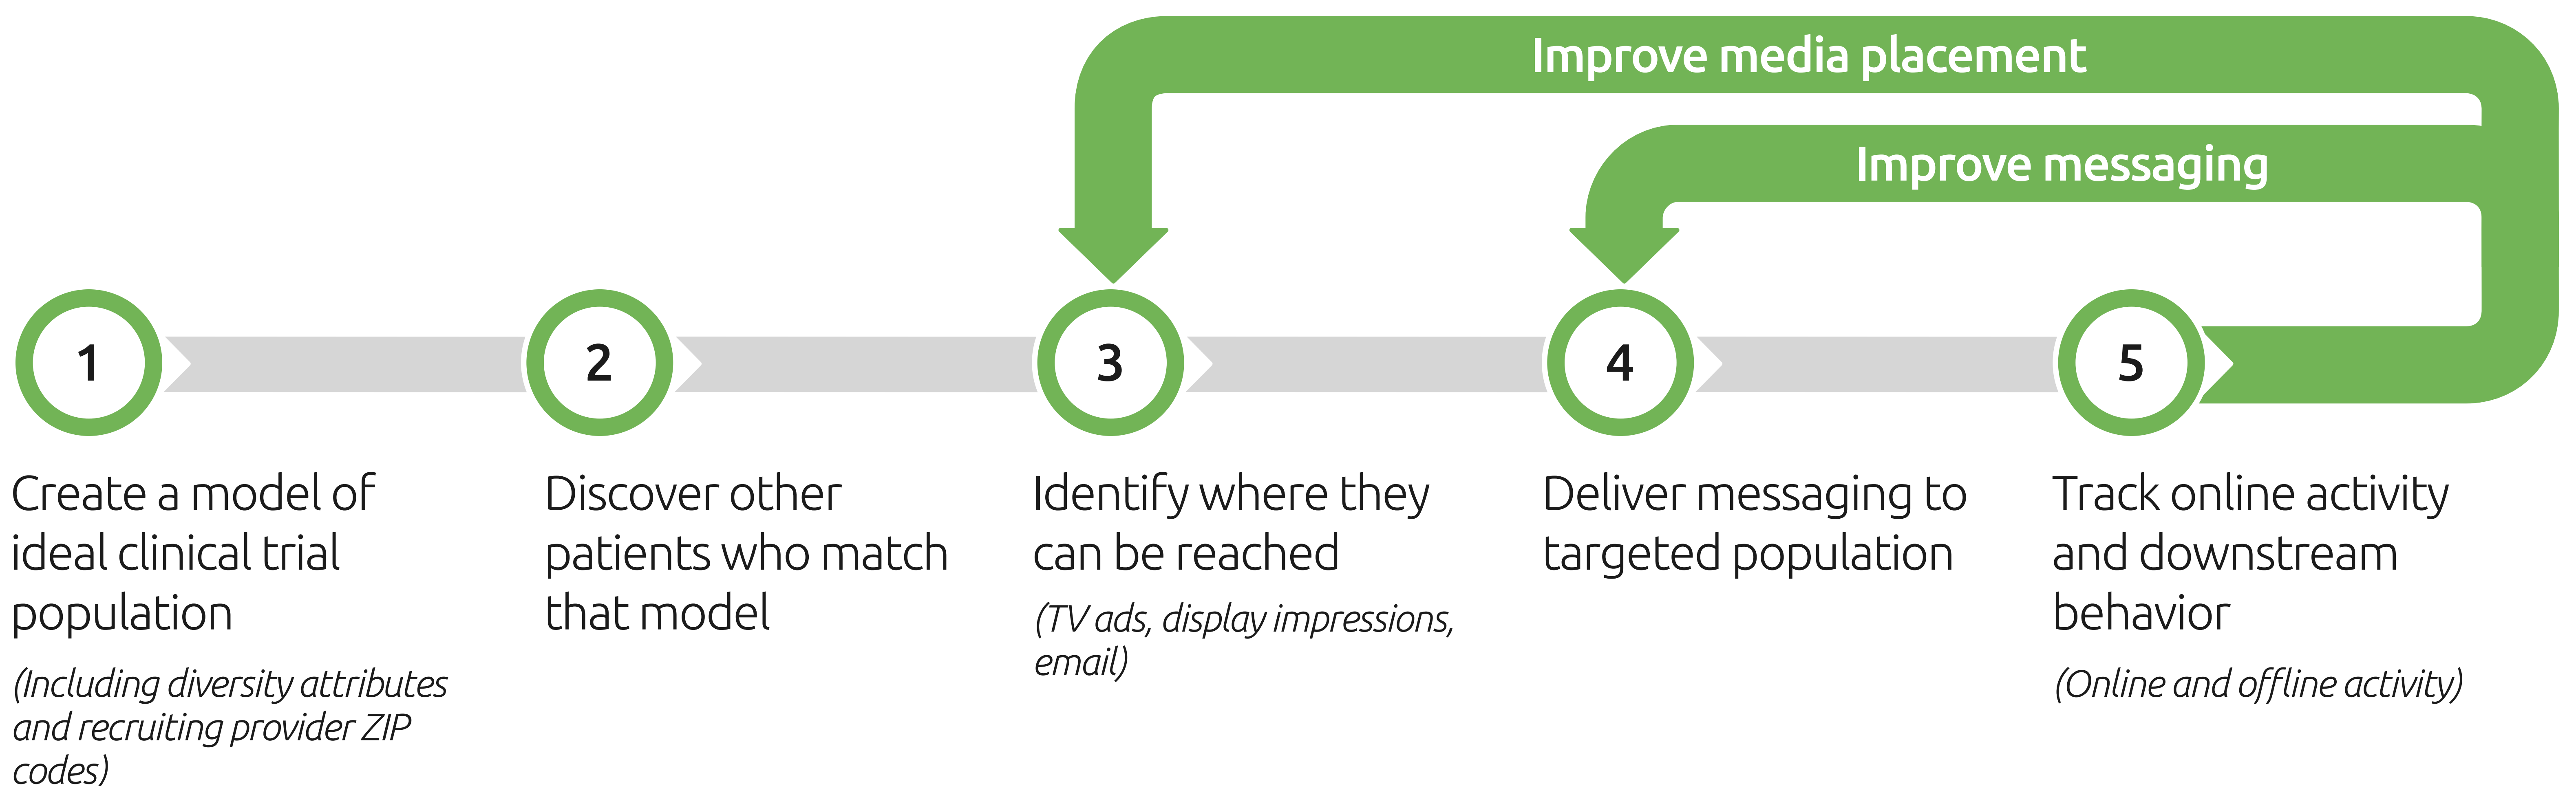 Improve media placement
Improve messaging
1
2
3
4
5
Create a model of
ideal clinical trial
population
(Including diversity attributes
and recruiting provider ZIP
codes)
Discover other
patients who match
that model
Identify where they
can be reached
(TV ads, display impressions,
email)
Deliver messaging to
targeted population
Track online activity
and downstream
behavior
(Online and offline activity)